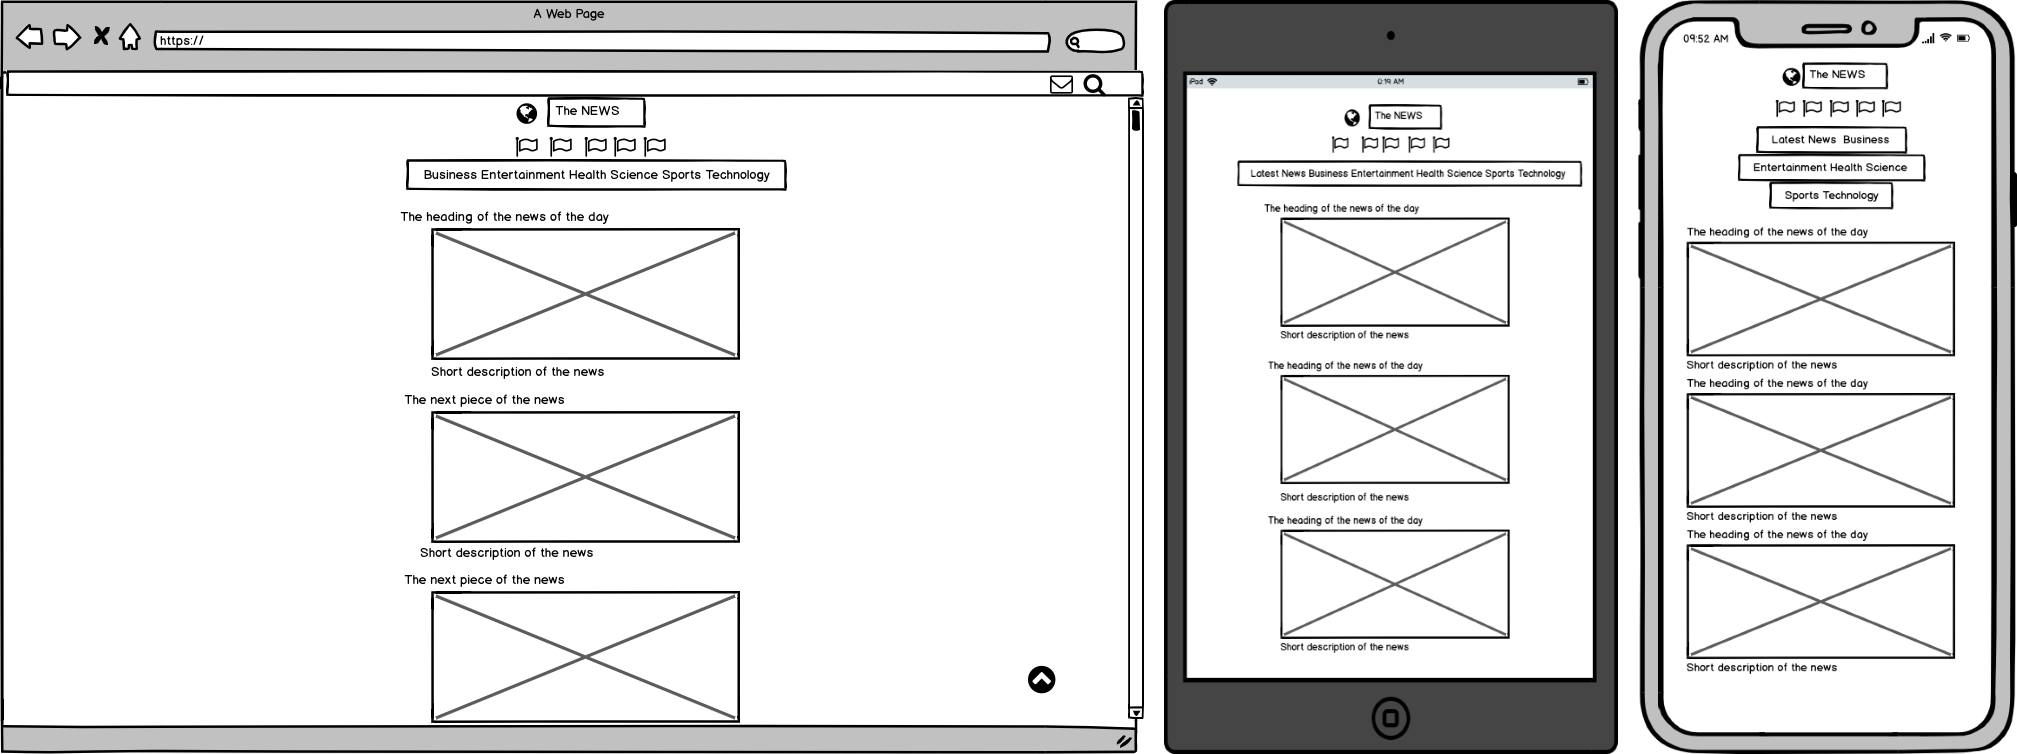 A Web Page
https://
The NEWS
Business Entertainment Health Science Sports Technology
The heading of the news of the day
Short description of the news
The next piece of the news
Short description of the news
The next piece of the news
iPad
0:19 AM
The NEWS
Latest News Business Entertainment Health Science Sports Technology
The heading of the news of the day
Short description of the news
The heading of the news of the day
Short description of the news
The heading of the news of the day
Short description of the news
09:52 AM
The NEWS
Latest News Business
Entertainment Health Science
Sports Technology
The heading of the news of the day
Short description of the news
The heading of the news of the day
Short description of the news
The heading of the news of the day
Short description of the news